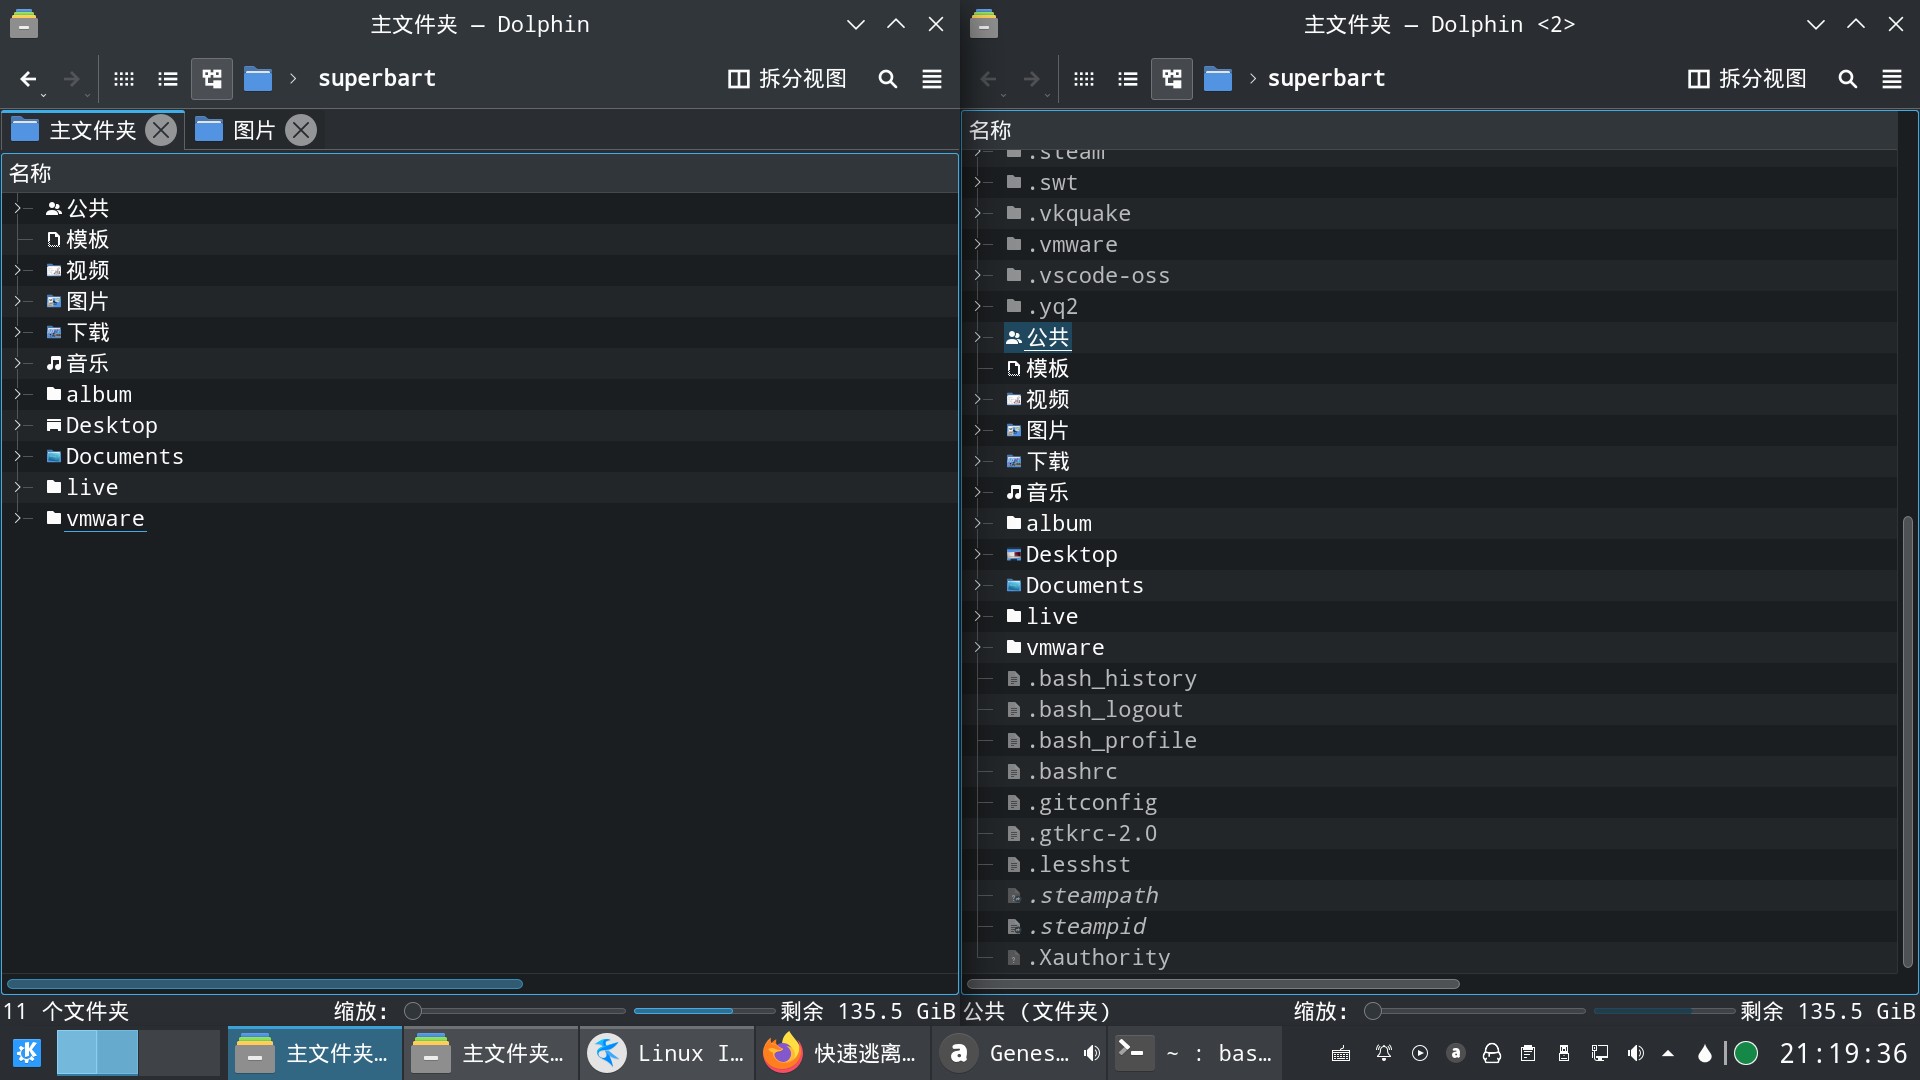 主文件夹 — Dolphin
superbart
拆分视图
主文件夹
图片
名称
公共
模板
视频
图片
下载
音乐
album
Desktop
Documents
live
vmware
11 个文件夹
缩放:
剩余 135.5 GiB
主文件夹 — Dolphin <2>
superbart
拆分视图
名称
.steam
.swt
.vkquake
.vmware
.vscode-oss
.yq2
公共
模板
视频
图片
下载
音乐
album
Desktop
Documents
live
vmware
.bash_history
.bash_logout
.bash_profile
.bashrc
.gitconfig
.gtkrc-2.0
.lesshst
.steampath
.steampid
.Xauthority
公共 (文件夹)
缩放:
剩余 135.5 GiB
主文件夹…
主文件夹…
Linux I…
快速逃离…
a
Genes…
~ : bas…
a
21:19:36